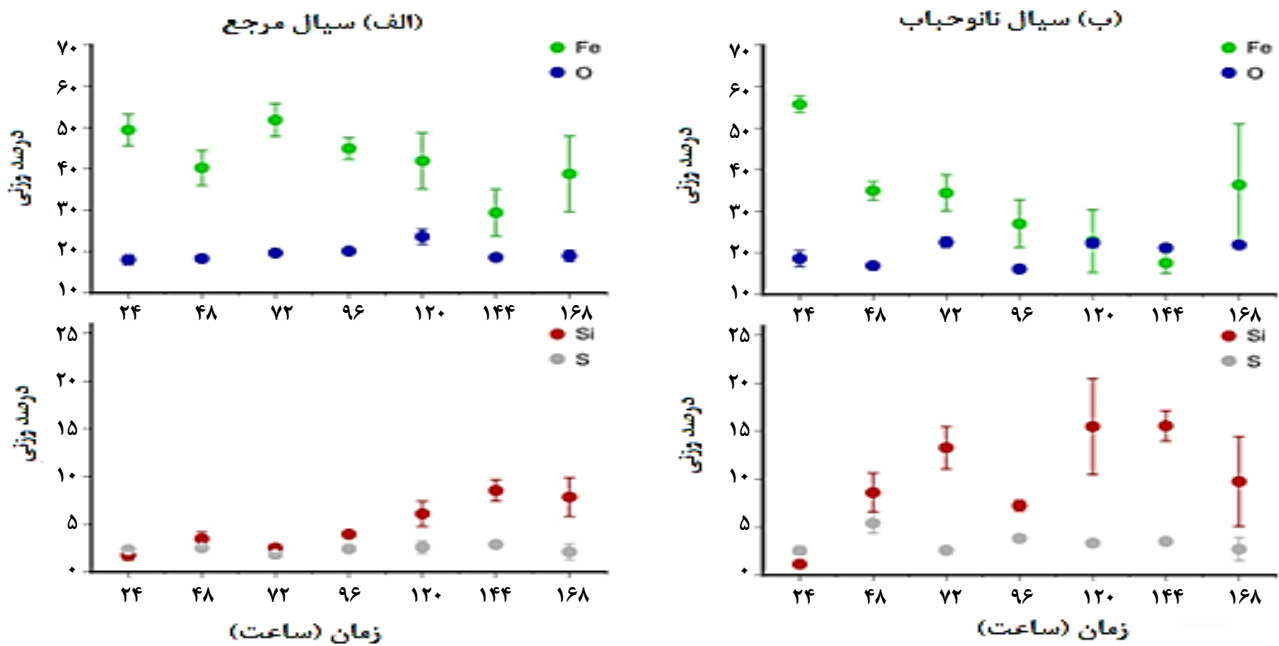 (الف) سیال مرجع
۷۰
۶۰
۵۰
۴۰
۳۰
۲۰
۱۰
درصد وزنی
Fe
O
۲۴ ۴۸ ۷۲ ۹۶ ۱۲۰ ۱۴۴ ۱۶۸
۲۵
۲۰
۱۵
۱۰
۵
۰
درصد وزنی
Si
S
۲۴ ۴۸ ۷۲ ۹۶ ۱۲۰ ۱۴۴ ۱۶۸
زمان (ساعت)
(ب) سیال نانوحباب
۷۰
۶۰
۵۰
۴۰
۳۰
۲۰
۱۰
درصد وزنی
Fe
O
۲۴ ۴۸ ۷۲ ۹۶ ۱۲۰ ۱۴۴ ۱۶۸
۲۵
۲۰
۱۵
۱۰
۵
۰
درصد وزنی
Si
S
۲۴ ۴۸ ۷۲ ۹۶ ۱۲۰ ۱۴۴ ۱۶۸
زمان (ساعت)